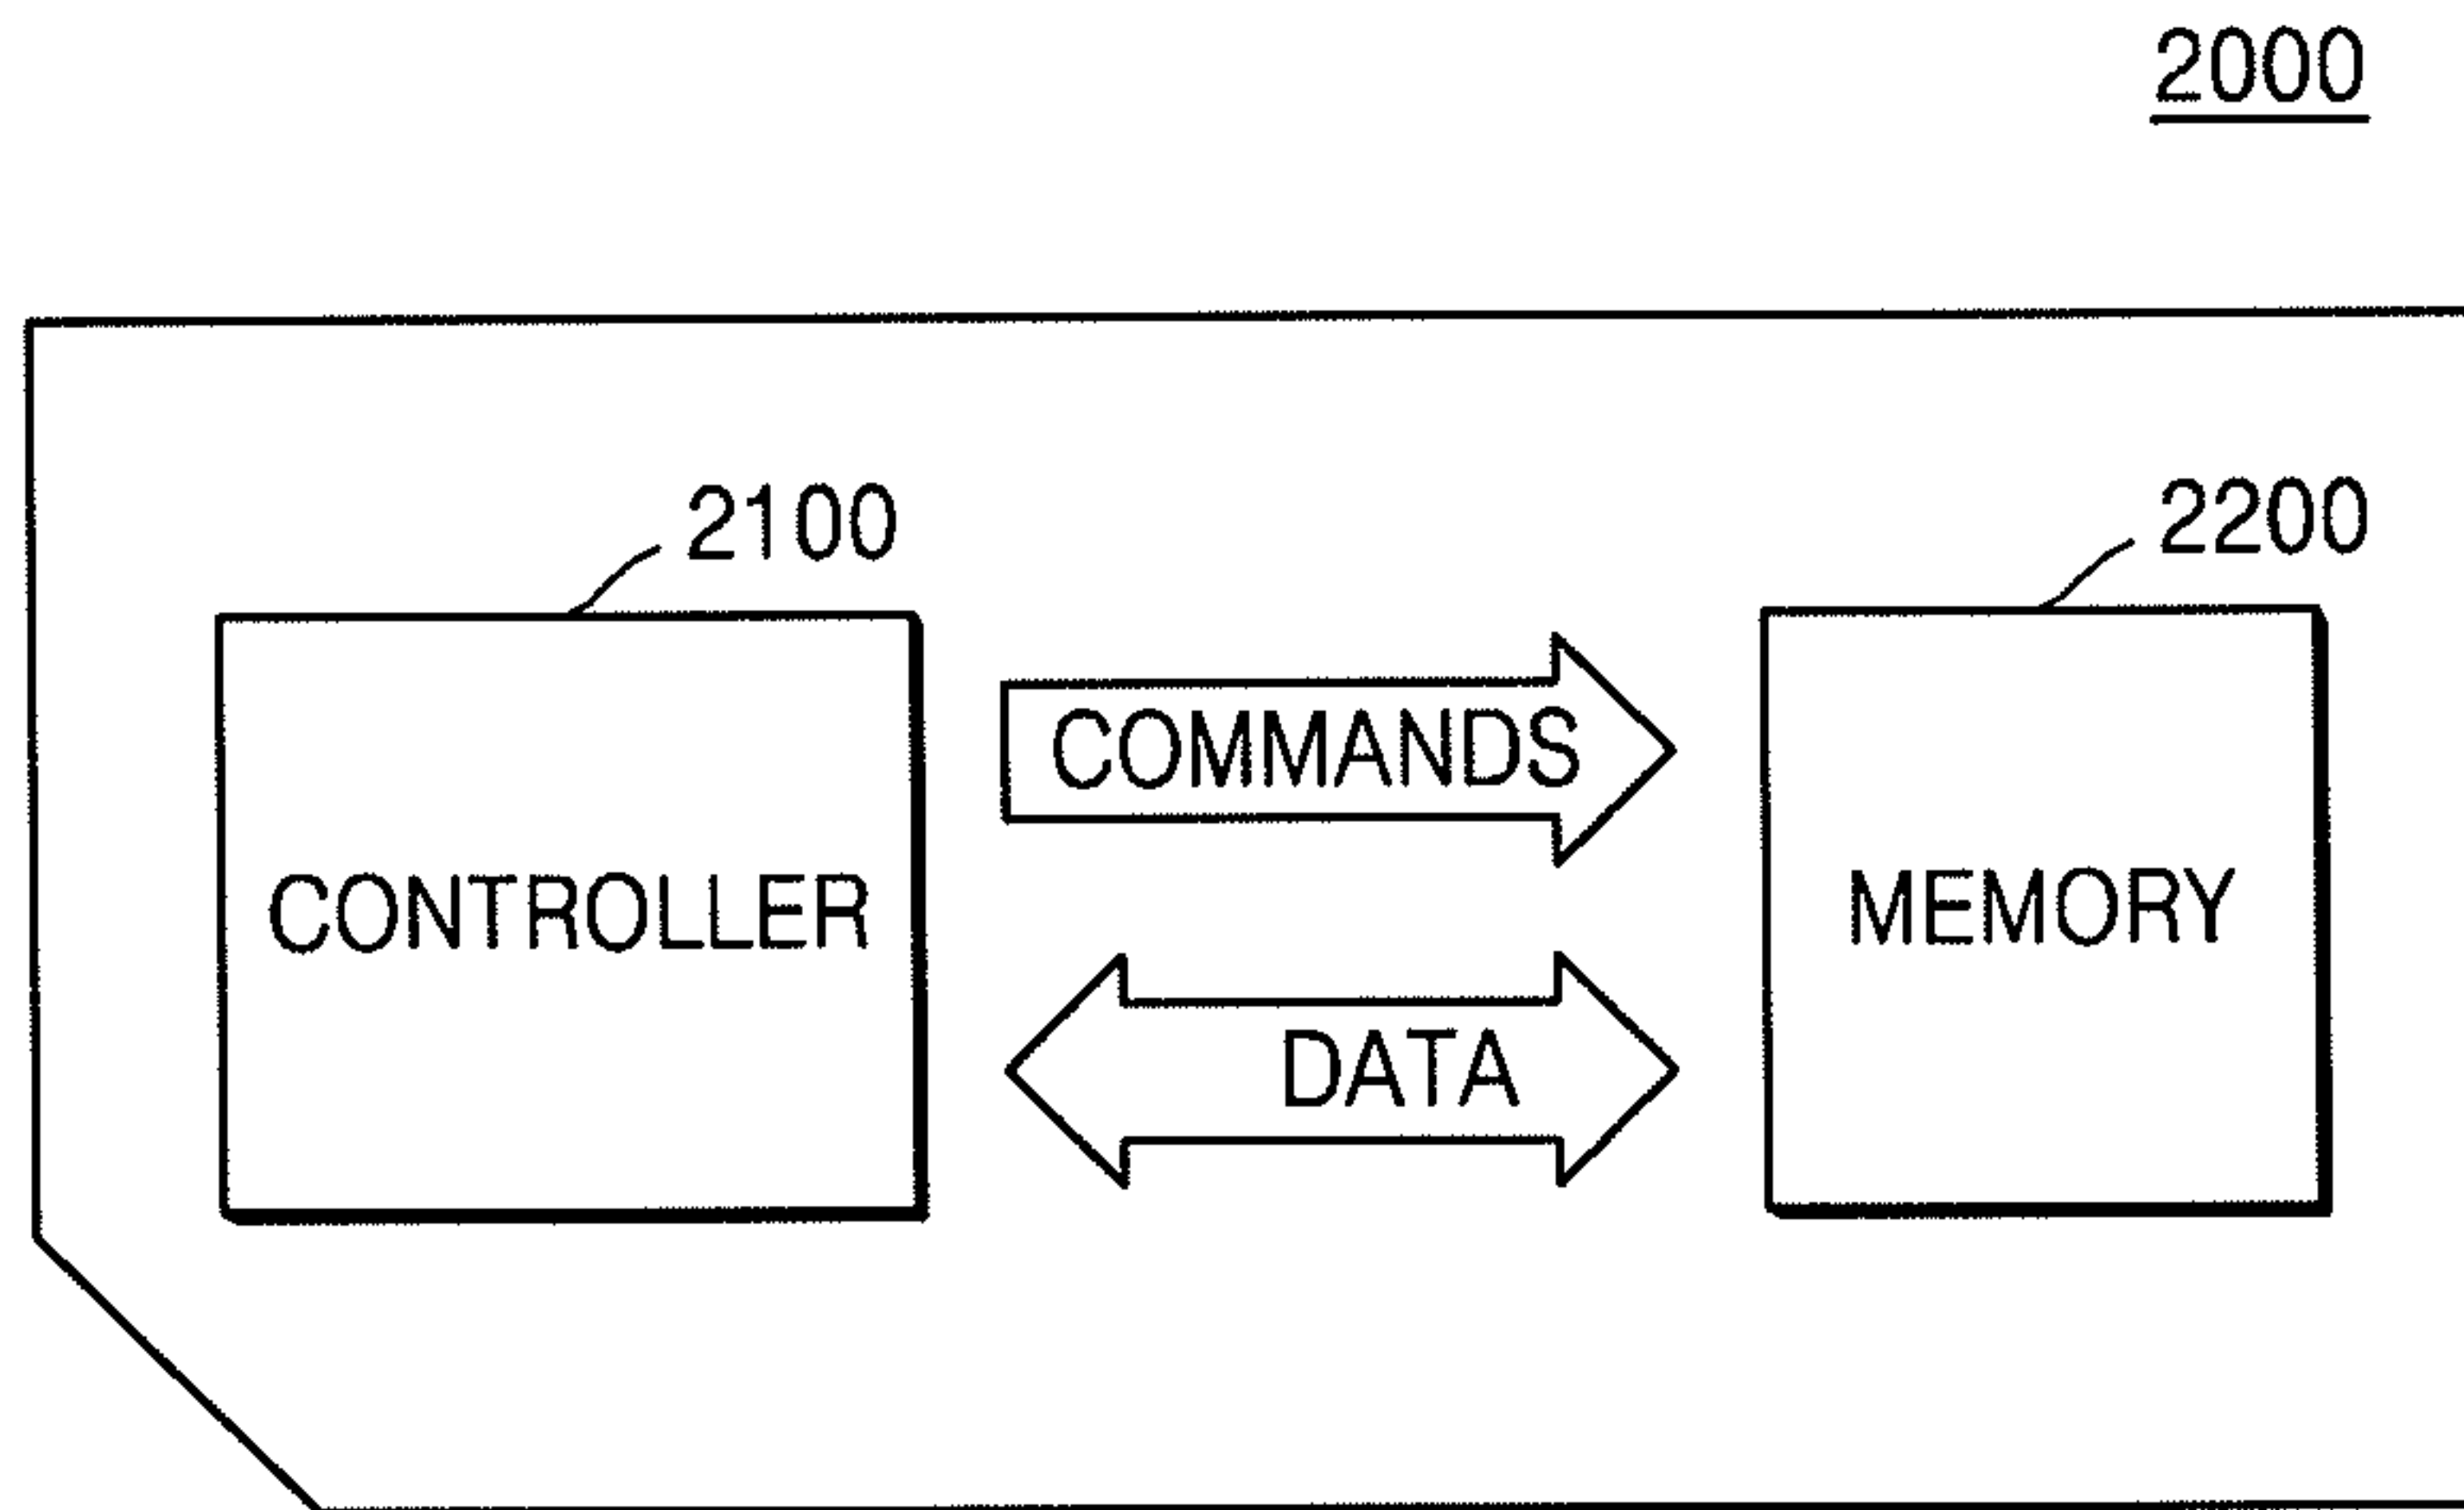 2000
2100
2200
COMMANDS
CONTROLLER
MEMORY
DATA